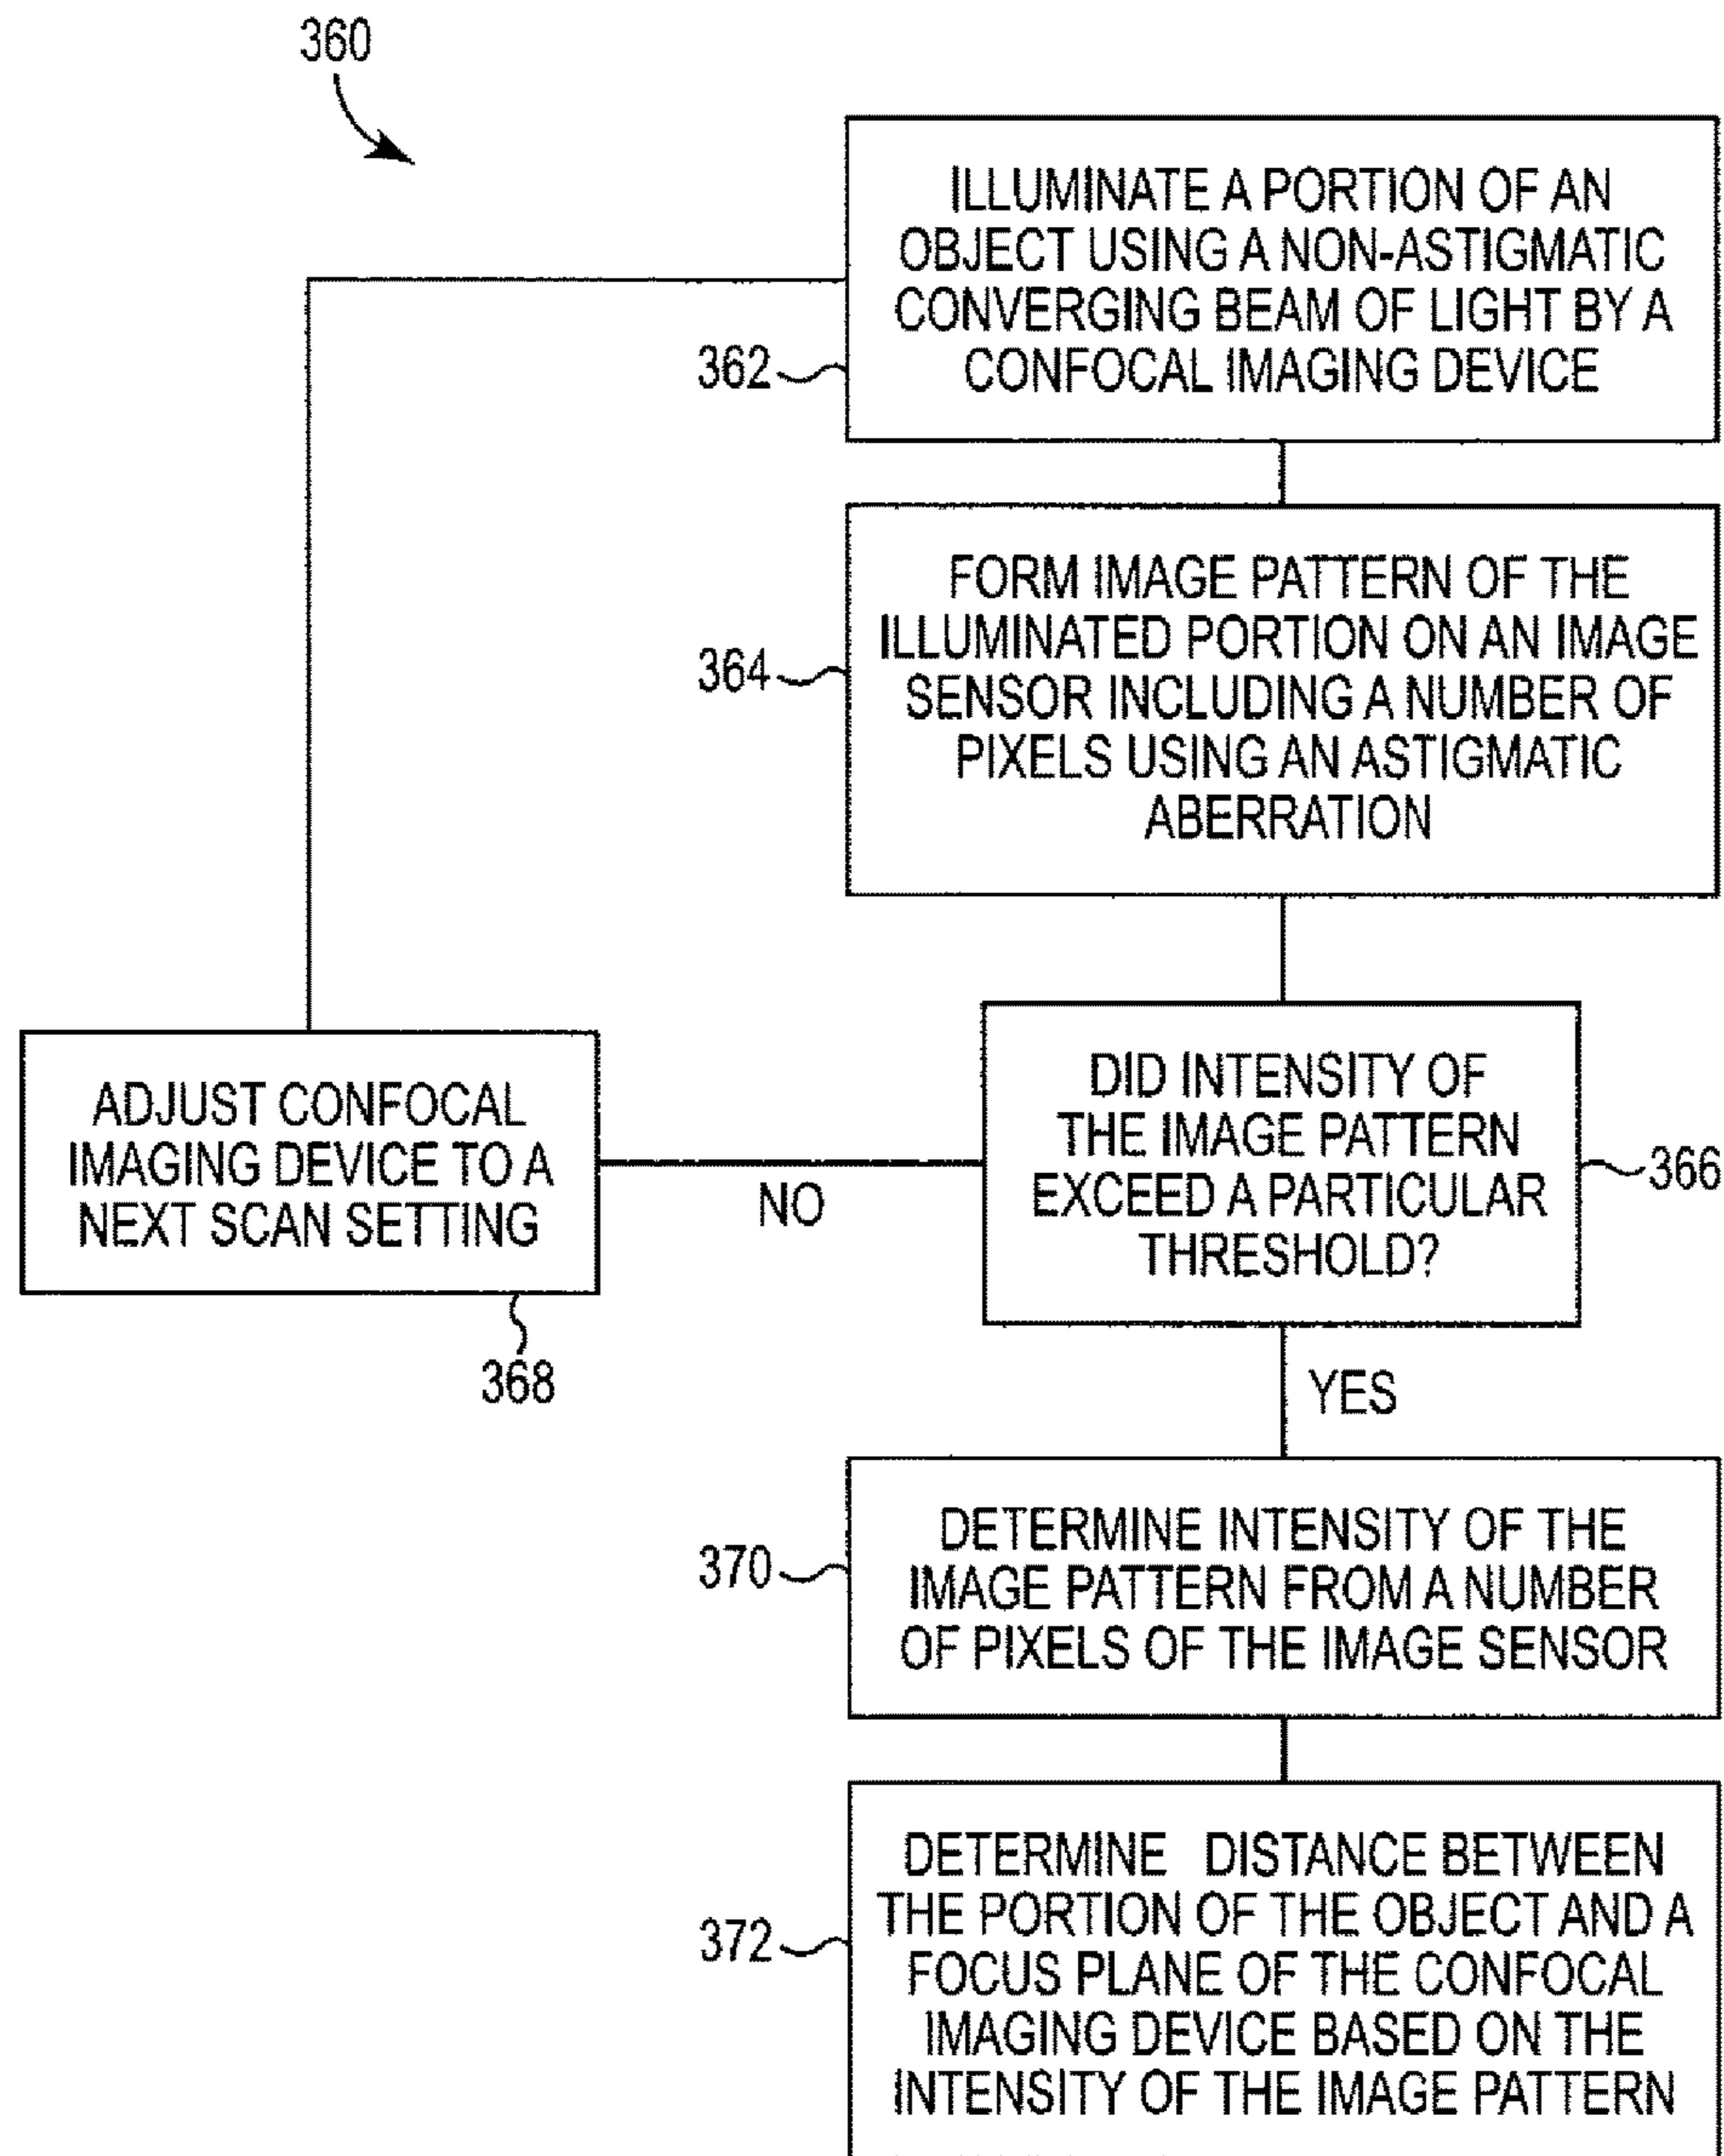 360
ILLUMINATE A PORTION OF AN
OBJECT USING A NON-ASTIGMATIC
CONVERGING BEAM OF LIGHT BY A
CONFOCAL IMAGING DEVICE
362
FORM IMAGE PATTERN OF THE
ILLUMINATED PORTION ON AN IMAGE
SENSOR INCLUDING A NUMBER OF
PIXELS USING AN ASTIGMATIC
ABERRATION
364
DID INTENSITY OF
THE IMAGE PATTERN
EXCEED A PARTICULAR
THRESHOLD?
366
NO
ADJUST CONFOCAL
IMAGING DEVICE TO A
NEXT SCAN SETTING
368
YES
DETERMINE INTENSITY OF THE
IMAGE PATTERN FROM A NUMBER
OF PIXELS OF THE IMAGE SENSOR
370
DETERMINE DISTANCE BETWEEN
THE PORTION OF THE OBJECT AND A
FOCUS PLANE OF THE CONFOCAL
IMAGING DEVICE BASED ON THE
INTENSITY OF THE IMAGE PATTERN
372